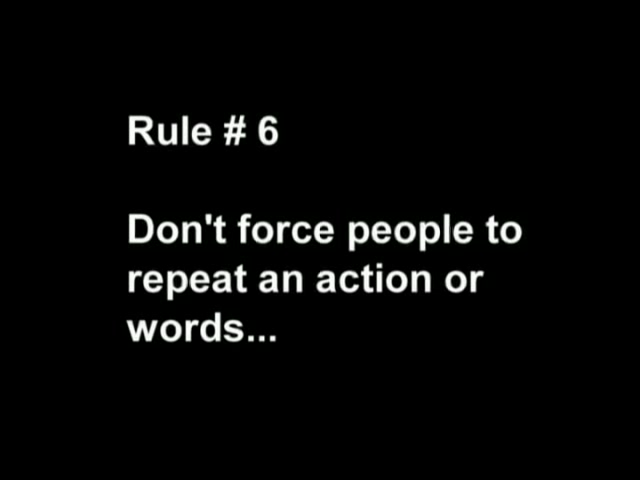 Rule # 6
Don't force people to
repeat an action or
words...